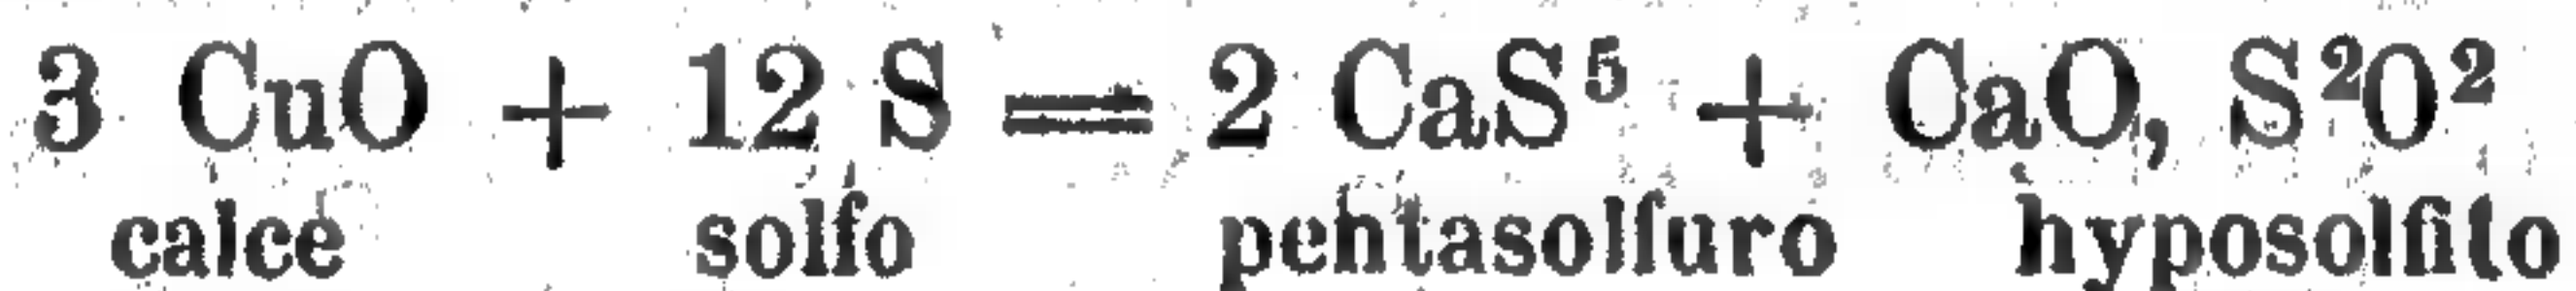 3 CuO + 12 S = 2 CaS⁵ + CaO, S²O²
calce solfo pentasolfuro hyposolfito